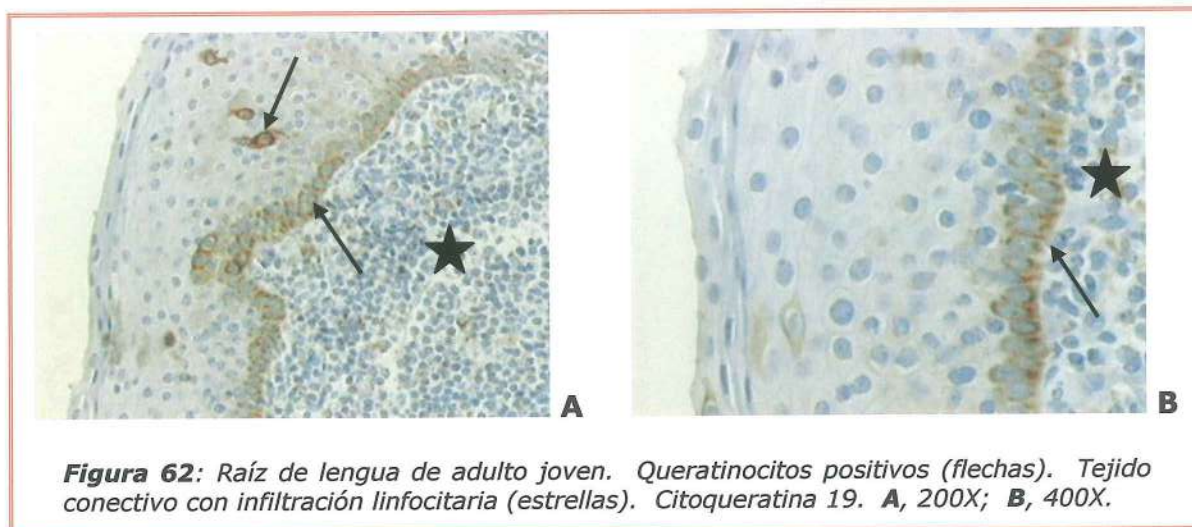 A
B
Figura 62: Raíz de lengua de adulto joven. Queratinocitos positivos (flechas). Tejido
conectivo con infiltración linfocitaria (estrellas). Citoqueratina 19. A, 200X; B, 400X.